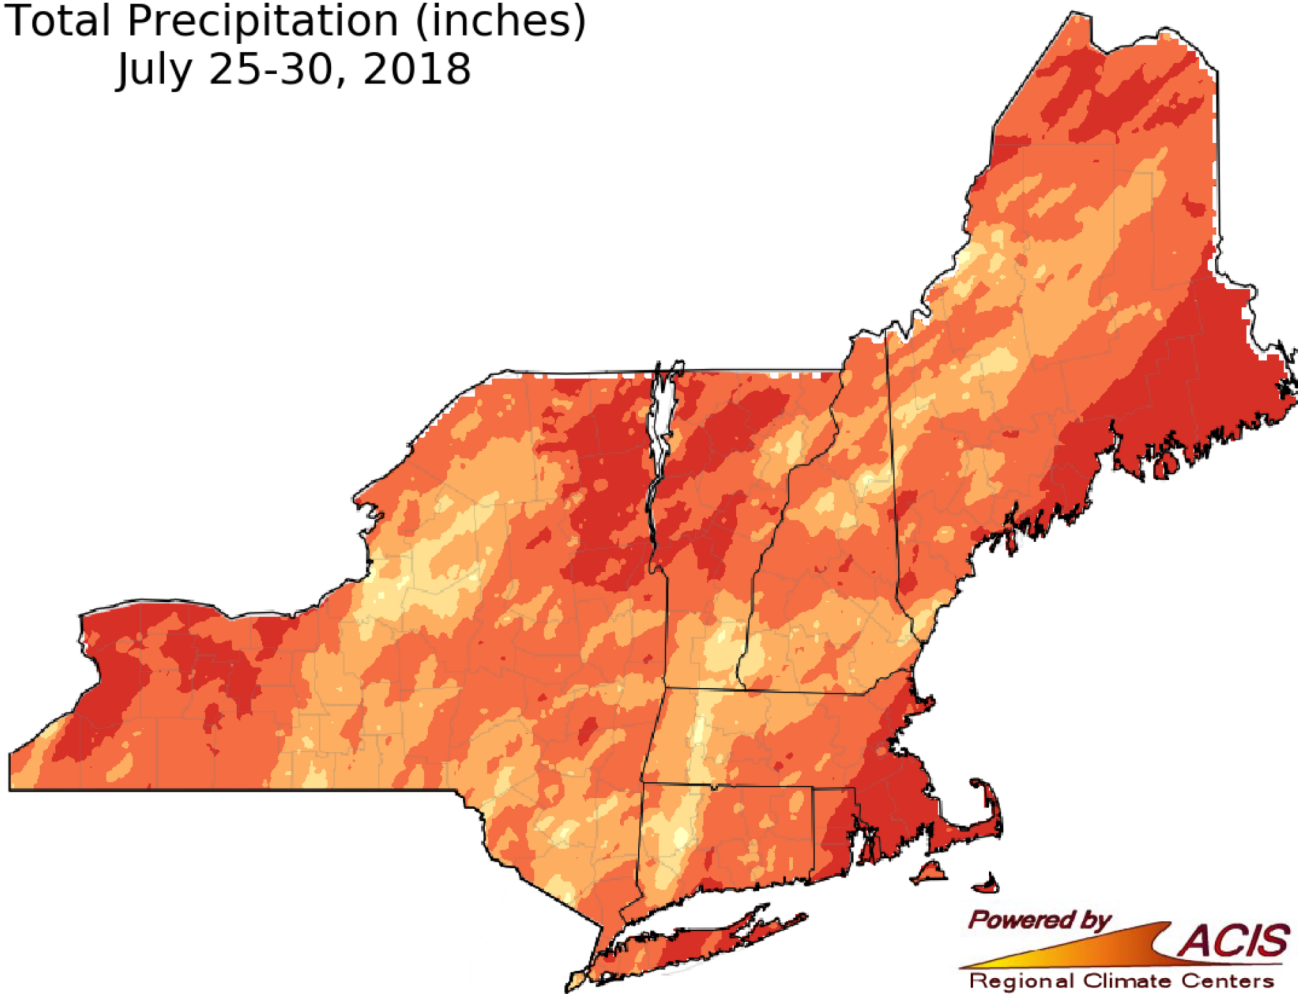 Total Precipitation (inches)
July 25-30, 2018
Powered by
ACIS
Regional Climate Centers